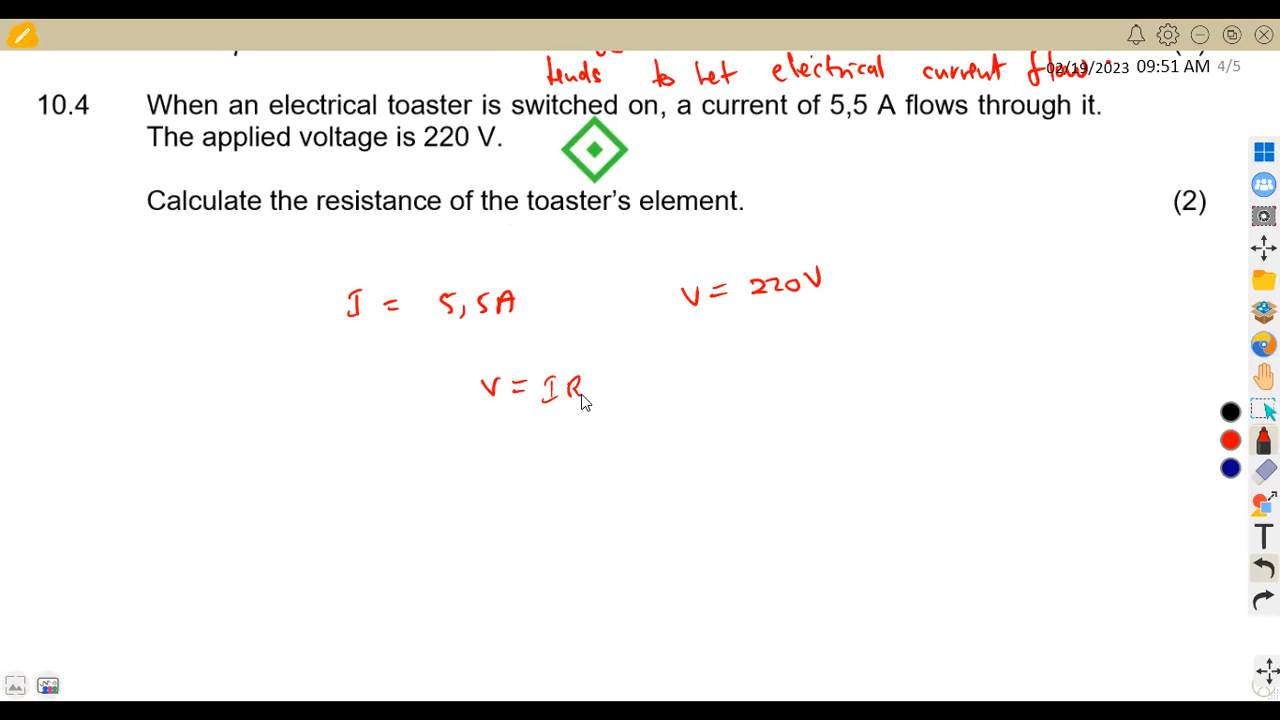 tends to let electrical current flow
02/19/2023 09:51 AM 4/5
10.4 When an electrical toaster is switched on, a current of 5,5 A flows through it.
The applied voltage is 220 V.
Calculate the resistance of the toaster's element. (2)
I = 5,5A V = 220V
V = IR
T